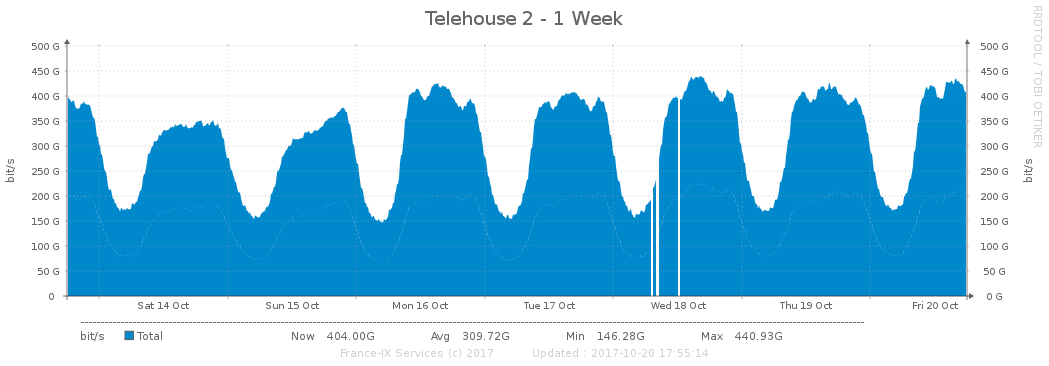 Telehouse 2 - 1 Week
RRDTOOL / TOBI OETIKER
500 G 500 G
450 G 450 G
400 G 400 G
350 G 350 G
300 G 300 G
250 G 250 G
200 G 200 G
150 G 150 G
100 G 100 G
50 G 50 G
0 0 G
bit/s bit/s
Sat 14 Oct Sun 15 Oct Mon 16 Oct Tue 17 Oct Wed 18 Oct Thu 19 Oct Fri 20 Oct
bit/s Total Now 404.00G Avg 309.72G Min 146.28G Max 440.93G
France-IX Services (c) 2017 Updated : 2017-10-20 17:55:14